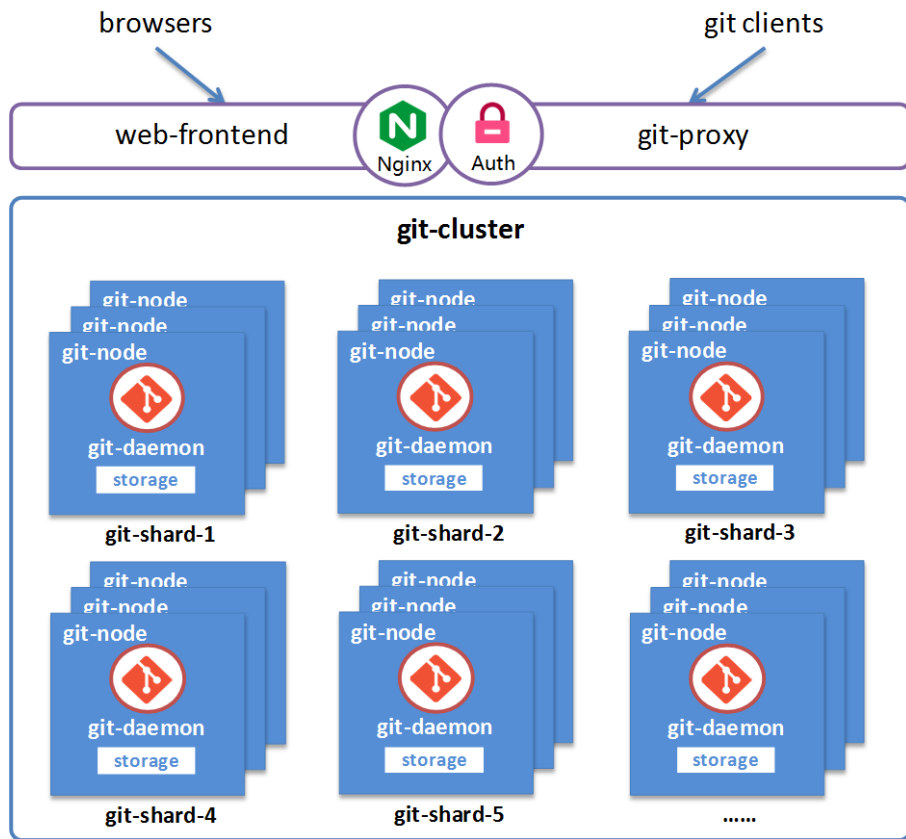 browsers
git clients
web-frontend
Nginx
Auth
git-proxy
git-cluster
git-node
git-node
git-node
git-daemon
storage
git-shard-1
git-node
git-node
git-node
git-daemon
storage
git-shard-2
git-node
git-node
git-node
git-daemon
storage
git-shard-3
git-node
git-node
git-node
git-daemon
storage
git-shard-4
git-node
git-node
git-node
git-daemon
storage
git-shard-5
git-node
git-node
git-node
git-daemon
storage
......